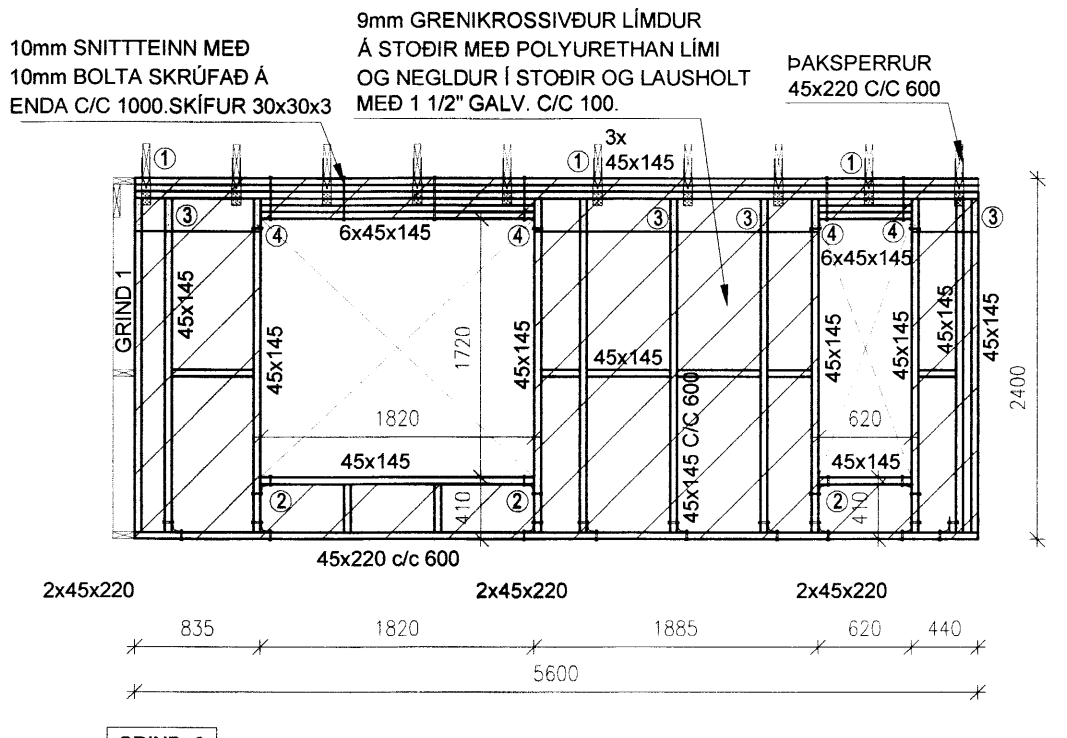 10mm SNITTTEINN MEÐ
10mm BOLTA SKRÚFAÐ Á
ENDA C/C 1000.SKÍFUR 30x30x3
9mm GRENIKROSSIVÐUR LÍMDUR
Á STOÐIR MEÐ POLYURETHAN LÍMI
OG NEGLDUR Í STOÐIR OG LAUSHOLT
MEÐ 1 1/2" GALV. C/C 100.
ÞAKSPERRUR
45x220 C/C 600
3x
45x145
1
1
1
3
3
3
3
4
4
4
4
6x45x145
6x45x145
GRIND 1
45x145
45x145
1720
45x145
45x145
45x145 C/C 600
45x145
45x145
45x145
45x145
2400
1820
620
45x145
45x145
2
2
2
410
410
45x220 c/c 600
2x45x220
2x45x220
2x45x220
835
1820
1885
620
440
5600